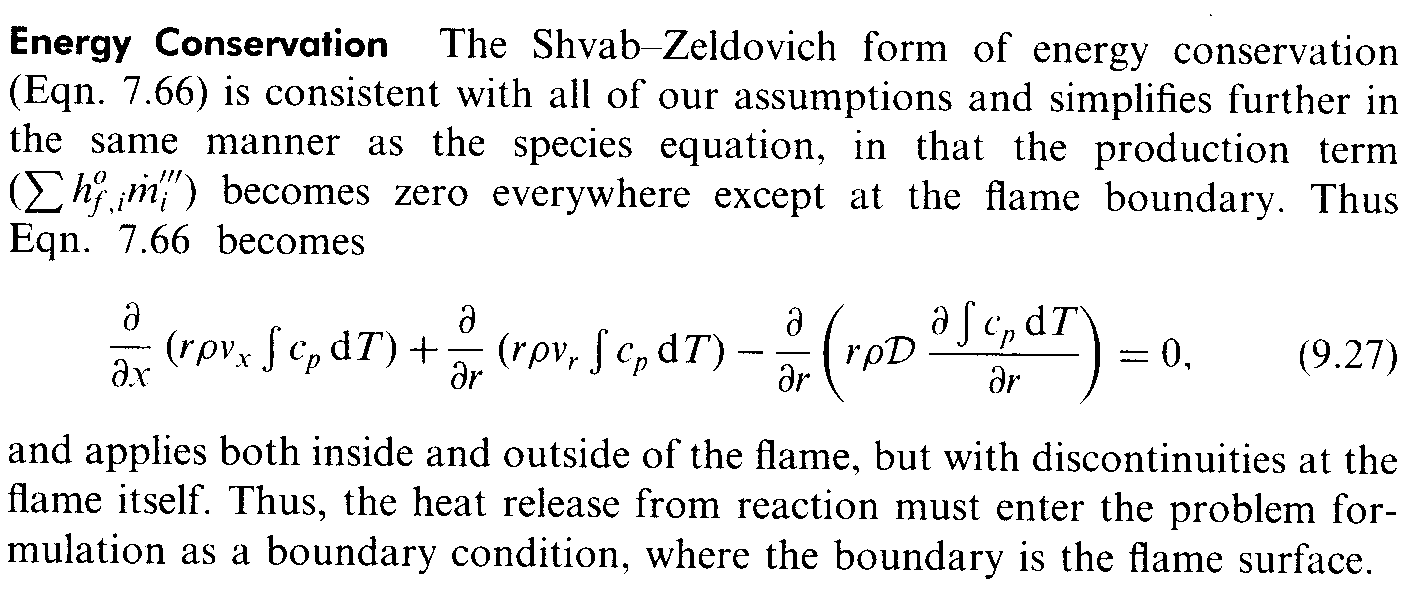 Energy Conservation The Shvab–Zeldovich form of energy conservation
(Eqn. 7.66) is consistent with all of our assumptions and simplifies further in
the same manner as the species equation, in that the production term
(∑ h°f,i ṁi''') becomes zero everywhere except at the flame boundary. Thus
Eqn. 7.66 becomes
∂/∂x (rρvₓ ∫ cₚ dT) + ∂/∂r (rρvᵣ ∫ cₚ dT) − ∂/∂r (rρ𝒟 ∂∫cₚ dT/∂r) = 0, (9.27)
and applies both inside and outside of the flame, but with discontinuities at the
flame itself. Thus, the heat release from reaction must enter the problem for-
mulation as a boundary condition, where the boundary is the flame surface.